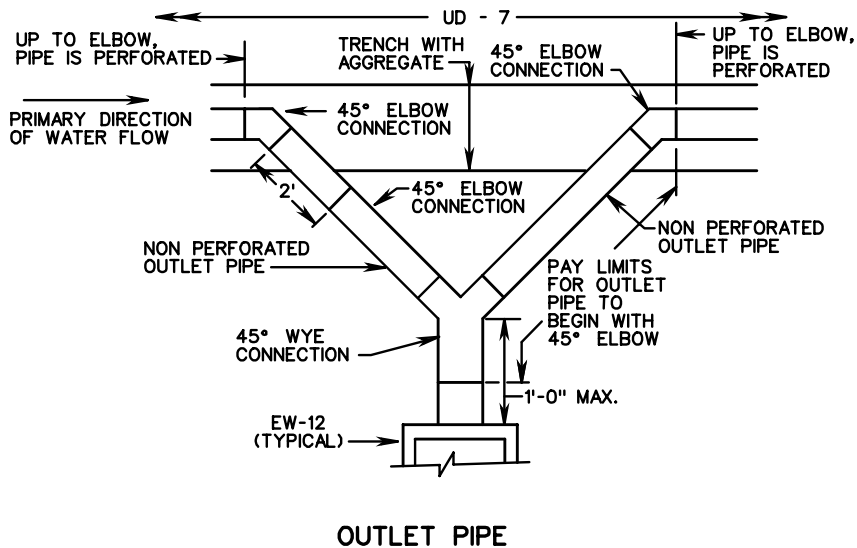 UD - 7
UP TO ELBOW,
PIPE IS PERFORATED
TRENCH WITH
AGGREGATE
45° ELBOW
CONNECTION
UP TO ELBOW,
PIPE IS
PERFORATED
PRIMARY DIRECTION
OF WATER FLOW
45° ELBOW
CONNECTION
2'
45° ELBOW
CONNECTION
NON PERFORATED
OUTLET PIPE
NON PERFORATED
OUTLET PIPE
PAY LIMITS
FOR OUTLET
PIPE TO
BEGIN WITH
45° ELBOW
45° WYE
CONNECTION
1'-0" MAX.
EW-12
(TYPICAL)
OUTLET PIPE